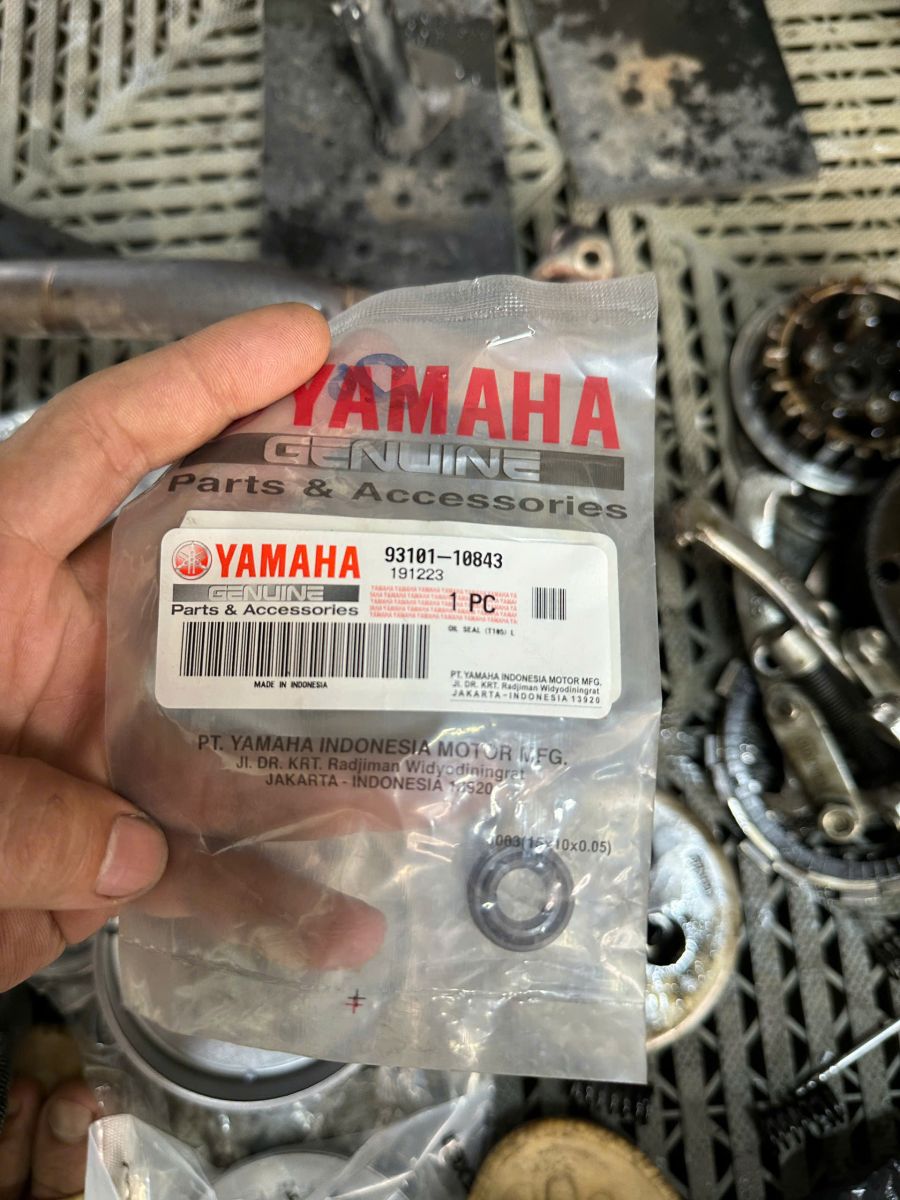 YAMAHA
GENUINE
Parts & Accessories
YAMAHA
GENUINE
Parts & Accessories
93101-10843
191223
1 PC
OIL SEAL (T105) L
MADE IN INDONESIA
PT. YAMAHA INDONESIA MOTOR MFG.
Jl. DR. KRT. Radjiman Widyodiningrat
JAKARTA-INDONESIA 13920
PT. YAMAHA INDONESIA MOTOR MFG.
Jl. DR. KRT. Radjiman Widyodiningrat
JAKARTA - INDONESIA 13920